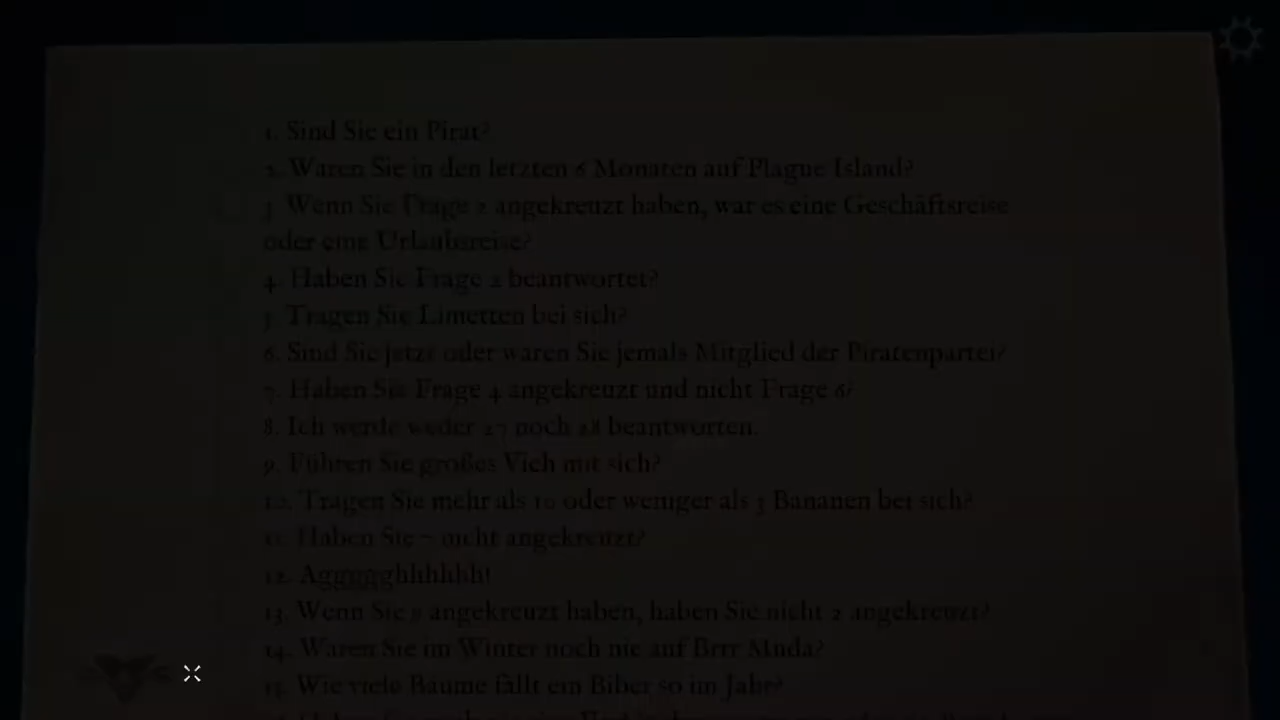 1. Sind Sie ein Pirat?
2. Waren Sie in den letzten 6 Monaten auf Plague Island?
3. Wenn Sie Frage 2 angekreuzt haben, war es eine Geschäftsreise
oder eine Urlaubsreise?
4. Haben Sie Frage 2 beantwortet?
5. Tragen Sie Limetten bei sich?
6. Sind Sie jetzt oder waren Sie jemals Mitglied der Piratenpartei?
7. Haben Sie Frage 4 angekreuzt und nicht Frage 6?
8. Ich werde weder 27 noch 28 beantworten.
9. Führen Sie großes Vieh mit sich?
10. Tragen Sie mehr als 10 oder weniger als 3 Bananen bei sich?
11. Haben Sie 7 nicht angekreuzt?
12. Agggggghhhhhh!
13. Wenn Sie 9 angekreuzt haben, haben Sie nicht 2 angekreuzt?
14. Waren Sie im Winter noch nie auf Brrr Muda?
15. Wie viele Bäume fällt ein Biber so im Jahr?